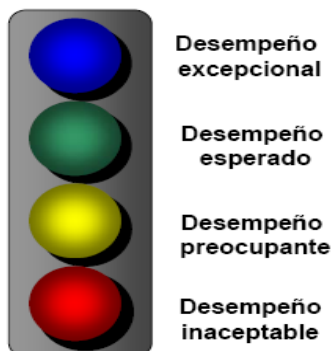 Desempeño
excepcional
Desempeño
esperado
Desempeño
preocupante
Desempeño
inaceptable